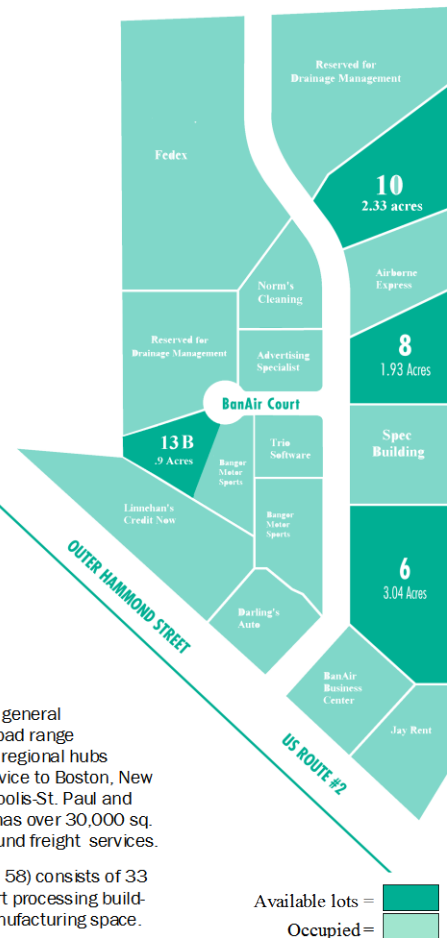 Reserved for
Drainage Management
Fedex
10
2.33 acres
Airborne
Express
Norm's
Cleaning
Reserved for
Drainage Management
Advertising
Specialist
8
1.93 Acres
BanAir Court
13B
.9 Acres
Bangor
Motor
Sports
Trio
Software
Spec
Building
Linnehan's
Credit Now
Bangor
Motor
Sports
6
3.04 Acres
OUTER HAMMOND STREET
Darling's
Auto
BanAir
Business
Center
Jay Rent
US ROUTE #2
general
oad range
regional hubs
vice to Boston, New
polis-St. Paul and
has over 30,000 sq.
und freight services.
58) consists of 33
rt processing build-
nufacturing space.
Available lots =
Occupied =